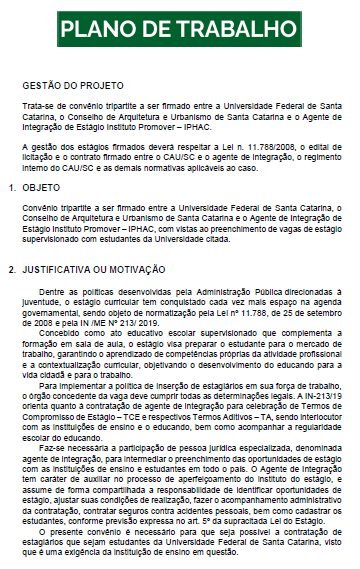 PLANO DE TRABALHO
GESTÃO DO PROJETO
Trata-se de convênio tripartite a ser firmado entre a Universidade Federal de Santa
Catarina, o Conselho de Arquitetura e Urbanismo de Santa Catarina e o Agente de
Integração de Estágio Instituto Promover – IPHAC.
A gestão dos estágios firmados deverá respeitar a Lei n. 11.788/2008, o edital de
licitação e o contrato firmado entre o CAU/SC e o agente de integração, o regimento
interno do CAU/SC e as demais normativas aplicáveis ao caso.
1. OBJETO
Convênio tripartite a ser firmado entre a Universidade Federal de Santa Catarina, o
Conselho de Arquitetura e Urbanismo de Santa Catarina e o Agente de Integração de
Estágio Instituto Promover – IPHAC, com vistas ao preenchimento de vagas de estágio
supervisionado com estudantes da Universidade citada.
2. JUSTIFICATIVA OU MOTIVAÇÃO
Dentre as políticas desenvolvidas pela Administração Pública direcionadas à
juventude, o estágio curricular tem conquistado cada vez mais espaço na agenda
governamental, sendo objeto de normatização pela Lei nº 11.788, de 25 de setembro
de 2008 e pela IN /ME Nº 213/ 2019.
Concebido como ato educativo escolar supervisionado que complementa a
formação em sala de aula, o estágio visa preparar o estudante para o mercado de
trabalho, garantindo o aprendizado de competências próprias da atividade profissional
e a contextualização curricular, objetivando o desenvolvimento do educando para a
vida cidadã e para o trabalho.
Para implementar a política de inserção de estagiários em sua força de trabalho,
o órgão concedente da vaga deve cumprir todas as determinações legais. A IN-213/19
orienta quanto à contratação de agente de integração para celebração de Termos de
Compromisso de Estágio – TCE e respectivos Termos Aditivos – TA, sendo interlocutor
com as instituições de ensino e o educando, bem como acompanhar a regularidade
escolar do educando.
Faz-se necessária a participação de pessoa jurídica especializada, denominada
agente de integração, para intermediar o preenchimento das oportunidades de estágio
com as instituições de ensino e estudantes em todo o país. O Agente de Integração
tem caráter de auxiliar no processo de aperfeiçoamento do instituto do estágio, e
assume de forma compartilhada a responsabilidade de identificar oportunidades de
estágio, ajustar suas condições de realização, fazer o acompanhamento administrativo
da contratação, contratar seguros contra acidentes pessoais, bem como cadastrar os
estudantes, conforme previsão expressa no art. 5º da supracitada Lei do Estágio.
O presente convênio é necessário para que seja possível a contratação de
estagiários que sejam estudantes da Universidade Federal de Santa Catarina, visto
que é uma exigência da instituição de ensino em questão.